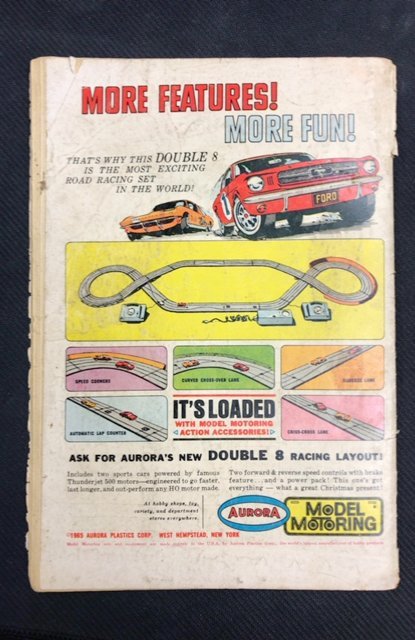 MORE FEATURES!
MORE FUN!
THAT'S WHY THIS DOUBLE 8
IS THE MOST EXCITING
ROAD RACING SET
IN THE WORLD!
FORD
SPEED CORNERS
CURVED CROSS-OVER LANE
SQUEEZE LANE
AUTOMATIC LAP COUNTER
IT'S LOADED
WITH MODEL MOTORING
ACTION ACCESSORIES!
CRISS-CROSS LANE
ASK FOR AURORA'S NEW DOUBLE 8 RACING LAYOUT!
Includes two sports cars powered by famous
Thunderjet 500 motors—engineered to go faster,
last longer, and out-perform any HO motor made.
Two forward & reverse speed controls with brake
feature...and a power pack! This one's got
everything — what a great Christmas present!
At hobby shops, toy,
variety, and department
stores everywhere.
AURORA
MODEL
MOTORING
©1965 AURORA PLASTICS CORP. WEST HEMPSTEAD, NEW YORK